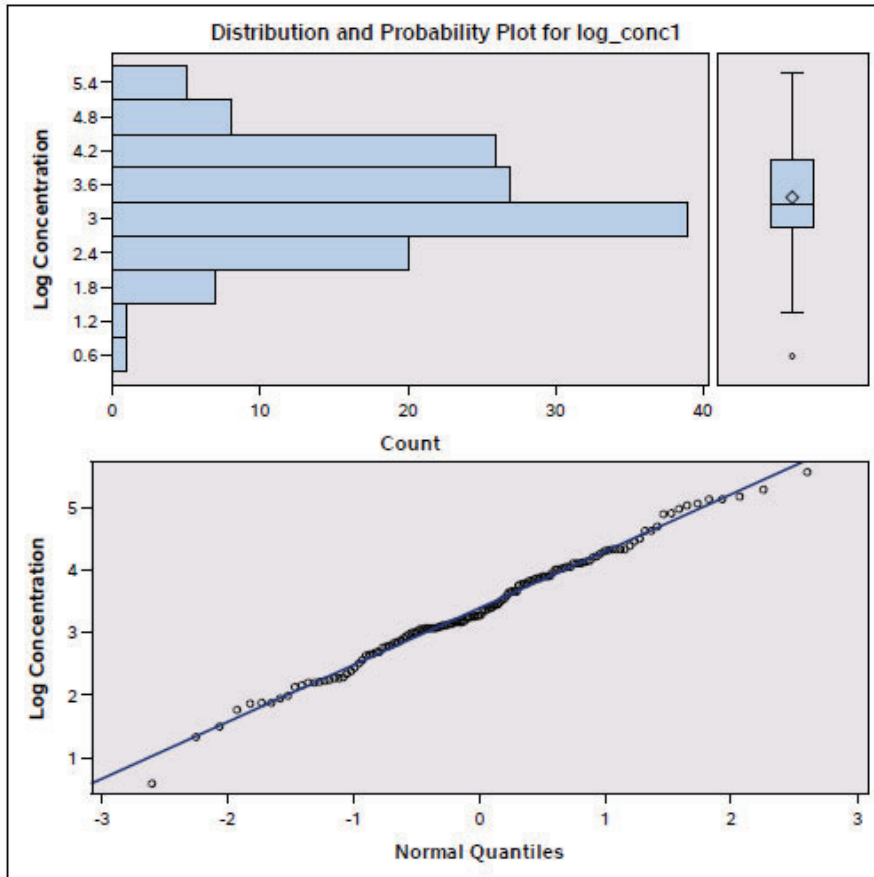 Distribution and Probability Plot for log_conc1
Log Concentration
5.4
4.8
4.2
3.6
3
2.4
1.8
1.2
0.6
0 10 20 30 40
Count
Log Concentration
5
4
3
2
1
-3 -2 -1 0 1 2 3
Normal Quantiles